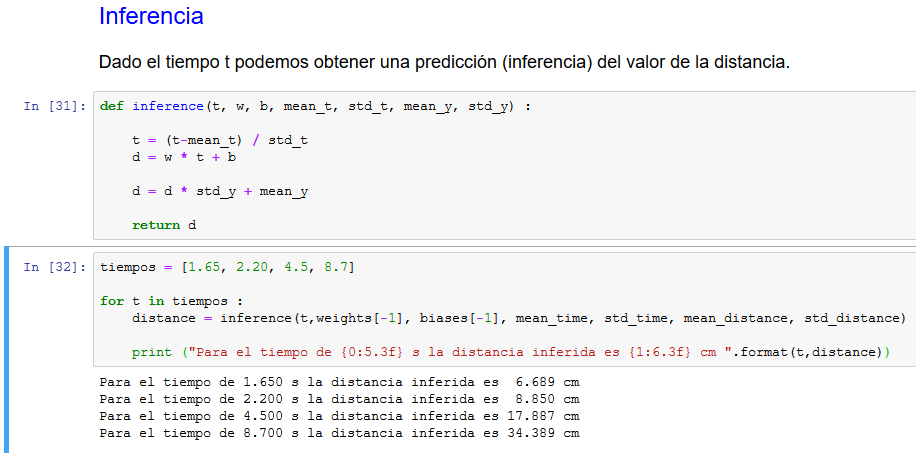 Inferencia
Dado el tiempo t podemos obtener una predicción (inferencia) del valor de la distancia.
In [31]: def inference(t, w, b, mean_t, std_t, mean_y, std_y) :
t = (t-mean_t) / std_t
d = w * t + b
d = d * std_y + mean_y
return d
In [32]: tiempos = [1.65, 2.20, 4.5, 8.7]
for t in tiempos :
distance = inference(t,weights[-1], biases[-1], mean_time, std_time, mean_distance, std_distance)
print ("Para el tiempo de {0:5.3f} s la distancia inferida es {1:6.3f} cm ".format(t,distance))
Para el tiempo de 1.650 s la distancia inferida es  6.689 cm
Para el tiempo de 2.200 s la distancia inferida es  8.850 cm
Para el tiempo de 4.500 s la distancia inferida es 17.887 cm
Para el tiempo de 8.700 s la distancia inferida es 34.389 cm